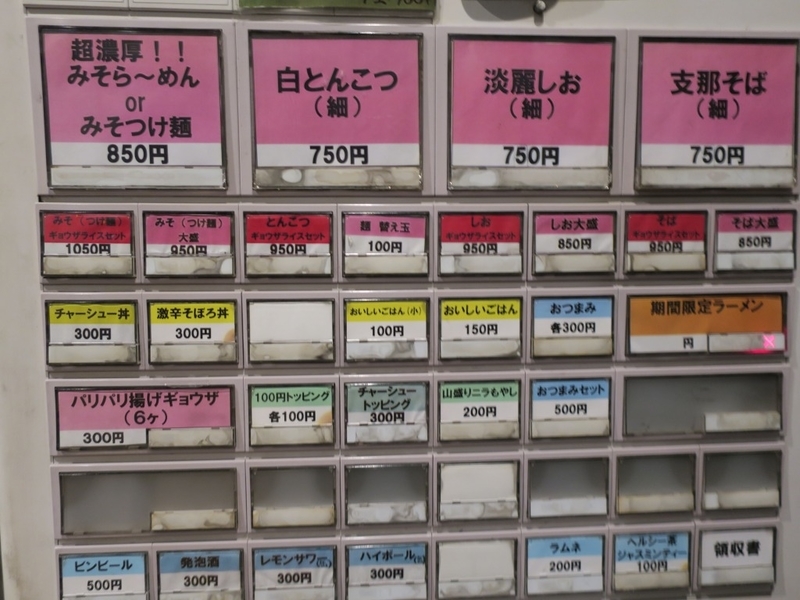 超濃厚！！
みそら～めん
or
みそつけ麺
850円
白とんこつ
（細）
750円
淡麗しお
（細）
750円
支那そば
（細）
750円
みそ（つけ麺）
ギョウザライスセット
1050円
みそ（つけ麺）
大盛
950円
とんこつ
ギョウザライスセット
950円
麺 替え玉
100円
しお
ギョウザライスセット
950円
しお大盛
850円
そば
ギョウザライスセット
950円
そば大盛
850円
チャーシュー丼
300円
激辛そぼろ丼
300円
おいしいごはん（小）
100円
おいしいごはん
150円
おつまみ
各300円
期間限定ラーメン
円
パリパリ揚げギョウザ
（6ヶ）
300円
100円トッピング
各100円
チャーシュー
トッピング
300円
山盛りニラもやし
200円
おつまみセット
500円
ビンビール
500円
発泡酒
300円
レモンサワー
300円
ハイボール
300円
ラムネ
200円
ヘルシー茶
ジャスミンティー
100円
領収書